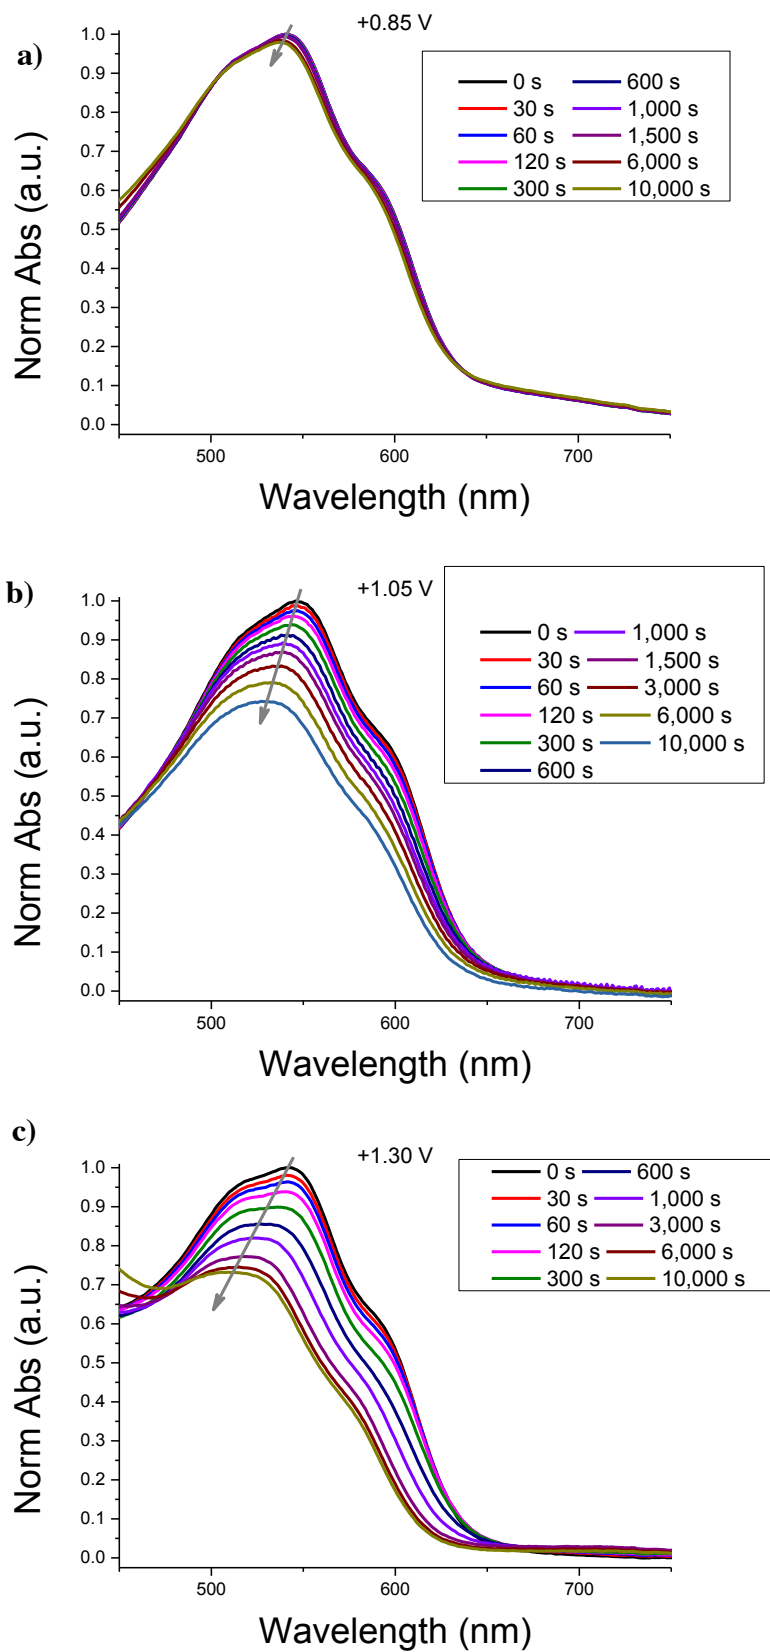 a)
+0.85 V
0 s 600 s
30 s 1,000 s
60 s 1,500 s
120 s 6,000 s
300 s 10,000 s
1.0
0.9
0.8
0.7
0.6
0.5
0.4
0.3
0.2
0.1
0.0
Norm Abs (a.u.)
500 600 700
Wavelength (nm)
b)
+1.05 V
0 s 1,000 s
30 s 1,500 s
60 s 3,000 s
120 s 6,000 s
300 s 10,000 s
600 s
1.0
0.9
0.8
0.7
0.6
0.5
0.4
0.3
0.2
0.1
0.0
Norm Abs (a.u.)
500 600 700
Wavelength (nm)
c)
+1.30 V
0 s 600 s
30 s 1,000 s
60 s 3,000 s
120 s 6,000 s
300 s 10,000 s
1.0
0.9
0.8
0.7
0.6
0.5
0.4
0.3
0.2
0.1
0.0
Norm Abs (a.u.)
500 600 700
Wavelength (nm)